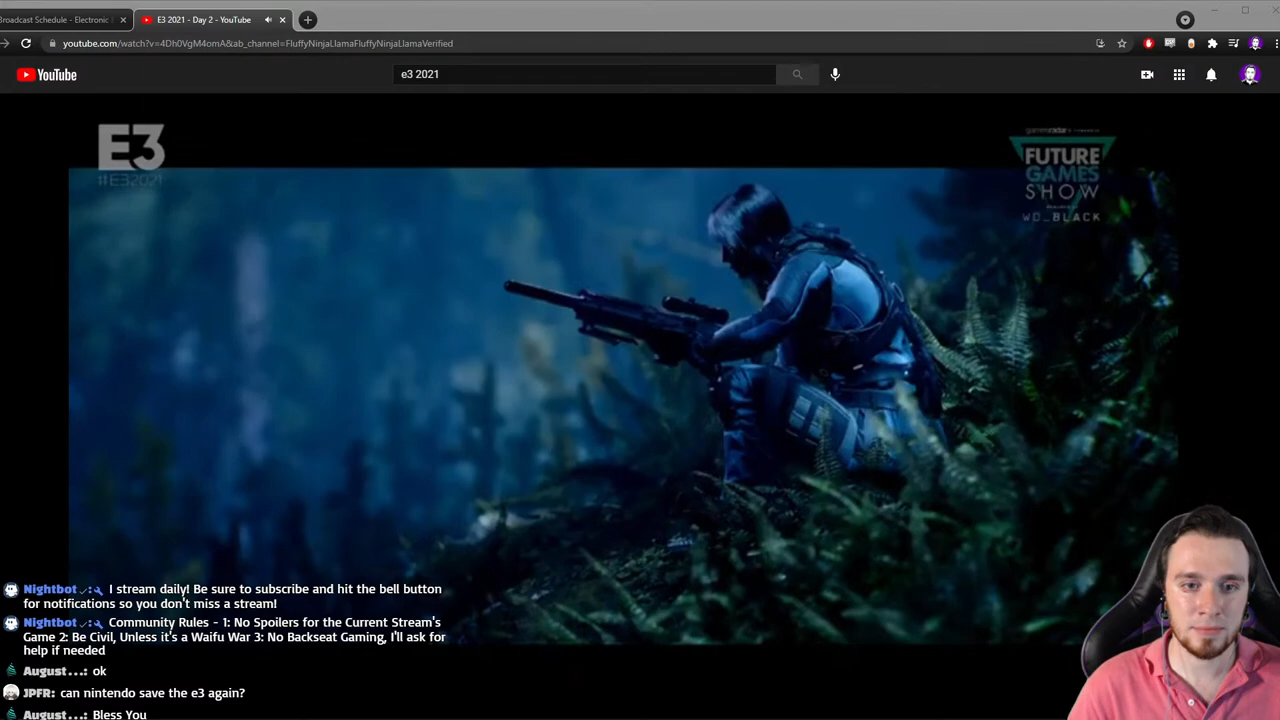 Broadcast Schedule - Electronic
E3 2021 - Day 2 - YouTube
youtube.com/watch?v=4Dh0VgM4omA&ab_channel=FluffyNinjaLlamaFluffyNinjaLlamaVerified
YouTube
e3 2021
E3
#E32021
gamesradar
FUTURE
GAMES
SHOW
WD_BLACK
Nightbot : I stream daily! Be sure to subscribe and hit the bell button
for notifications so you don't miss a stream!
Nightbot : Community Rules - 1: No Spoilers for the Current Stream's
Game 2: Be Civil, Unless it's a Waifu War 3: No Backseat Gaming, I'll ask for
help if needed
August...: ok
JPFR: can nintendo save the e3 again?
August...: Bless You